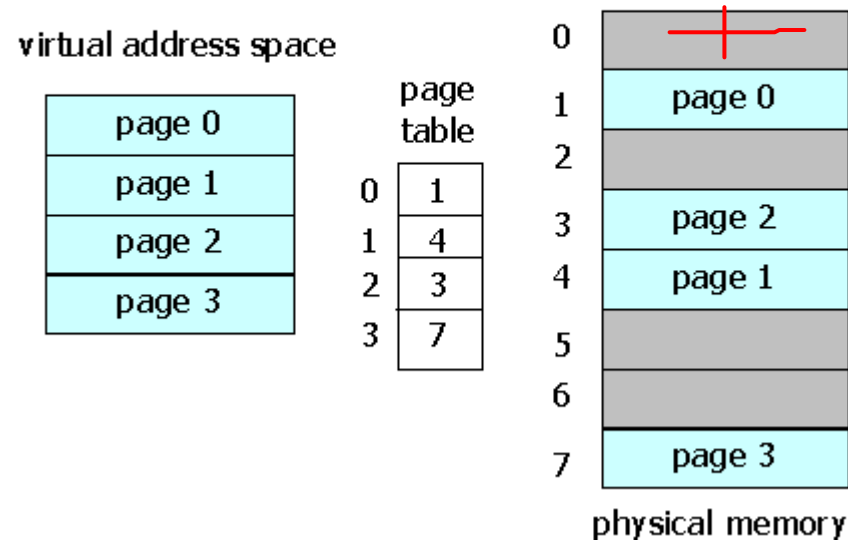 virtual address space
page 0
page 1
page 2
page 3
page
table
0 1
1 4
2 3
3 7
0
1 page 0
2
3 page 2
4 page 1
5
6
7 page 3
physical memory